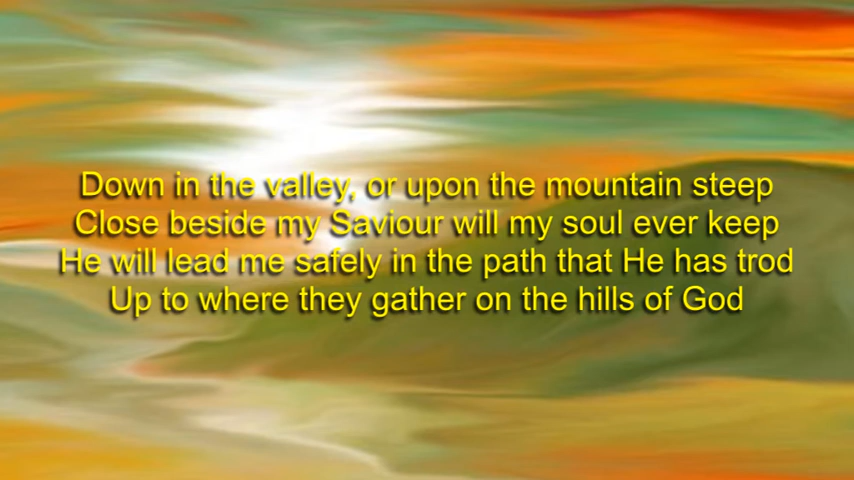 Down in the valley, or upon the mountain steep
Close beside my Saviour will my soul ever keep
He will lead me safely in the path that He has trod
Up to where they gather on the hills of God